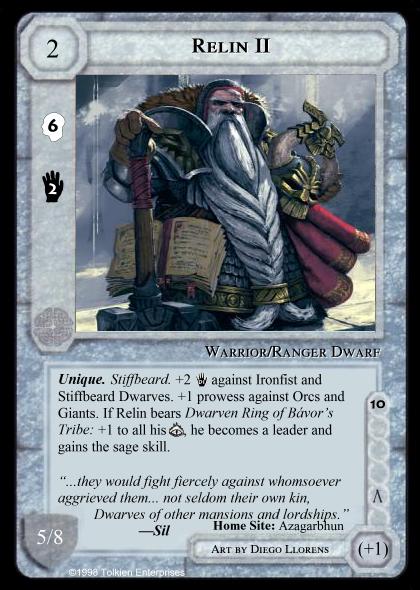 2
RELIN II
6
2
WARRIOR/RANGER DWARF
Unique. Stiffbeard. +2 against Ironfist and
Stiffbeard Dwarves. +1 prowess against Orcs and
Giants. If Relin bears Dwarven Ring of Bávor's
Tribe: +1 to all his , he becomes a leader and
gains the sage skill.
10
“...they would fight fiercely against whomsoever
aggrieved them... not seldom their own kin,
Dwarves of other mansions and lordships.”
—Sil
Home Site: Azagarbhun
5/8
ART BY DIEGO LLORENS
(+1)
©1998 Tolkien Enterprises